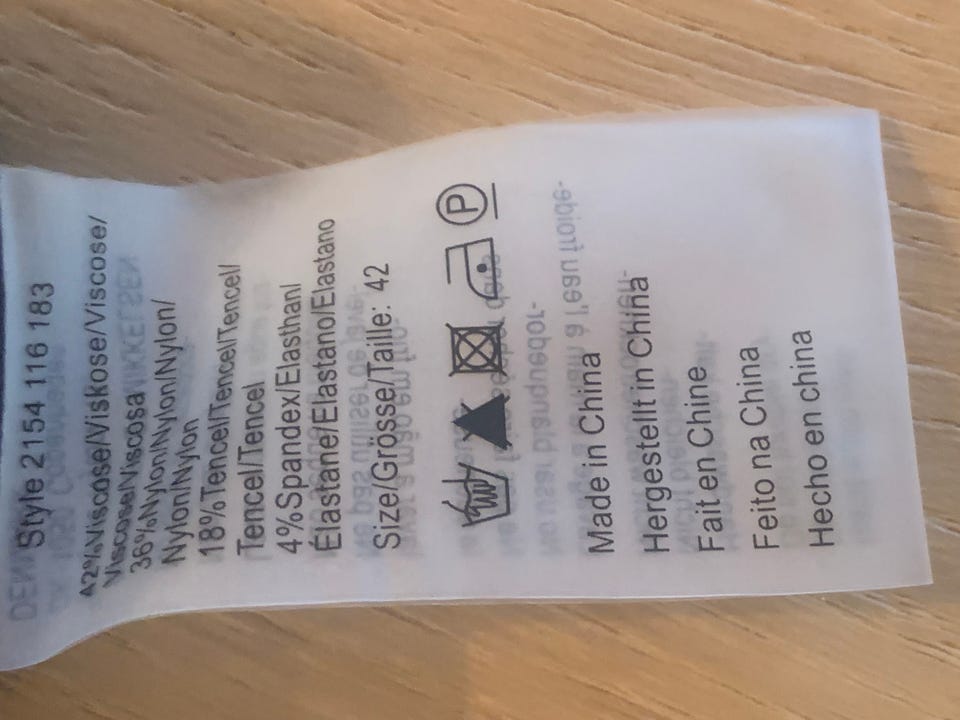 Style 2154 116 183
42%Viscose/Viskose/Viscose/
Viscose/Viscosa
36%Nylon/Nylon/Nylon/
Nylon/Nylon
18%Tencel/Tencel/Tencel/
Tencel/Tencel
4%Spandex/Elasthan/
Élastane/Elastano/Elastano
Size/Grösse/Taille: 42
P
Made in China
Hergestellt in China
Fait en Chine
Feito na China
Hecho en china